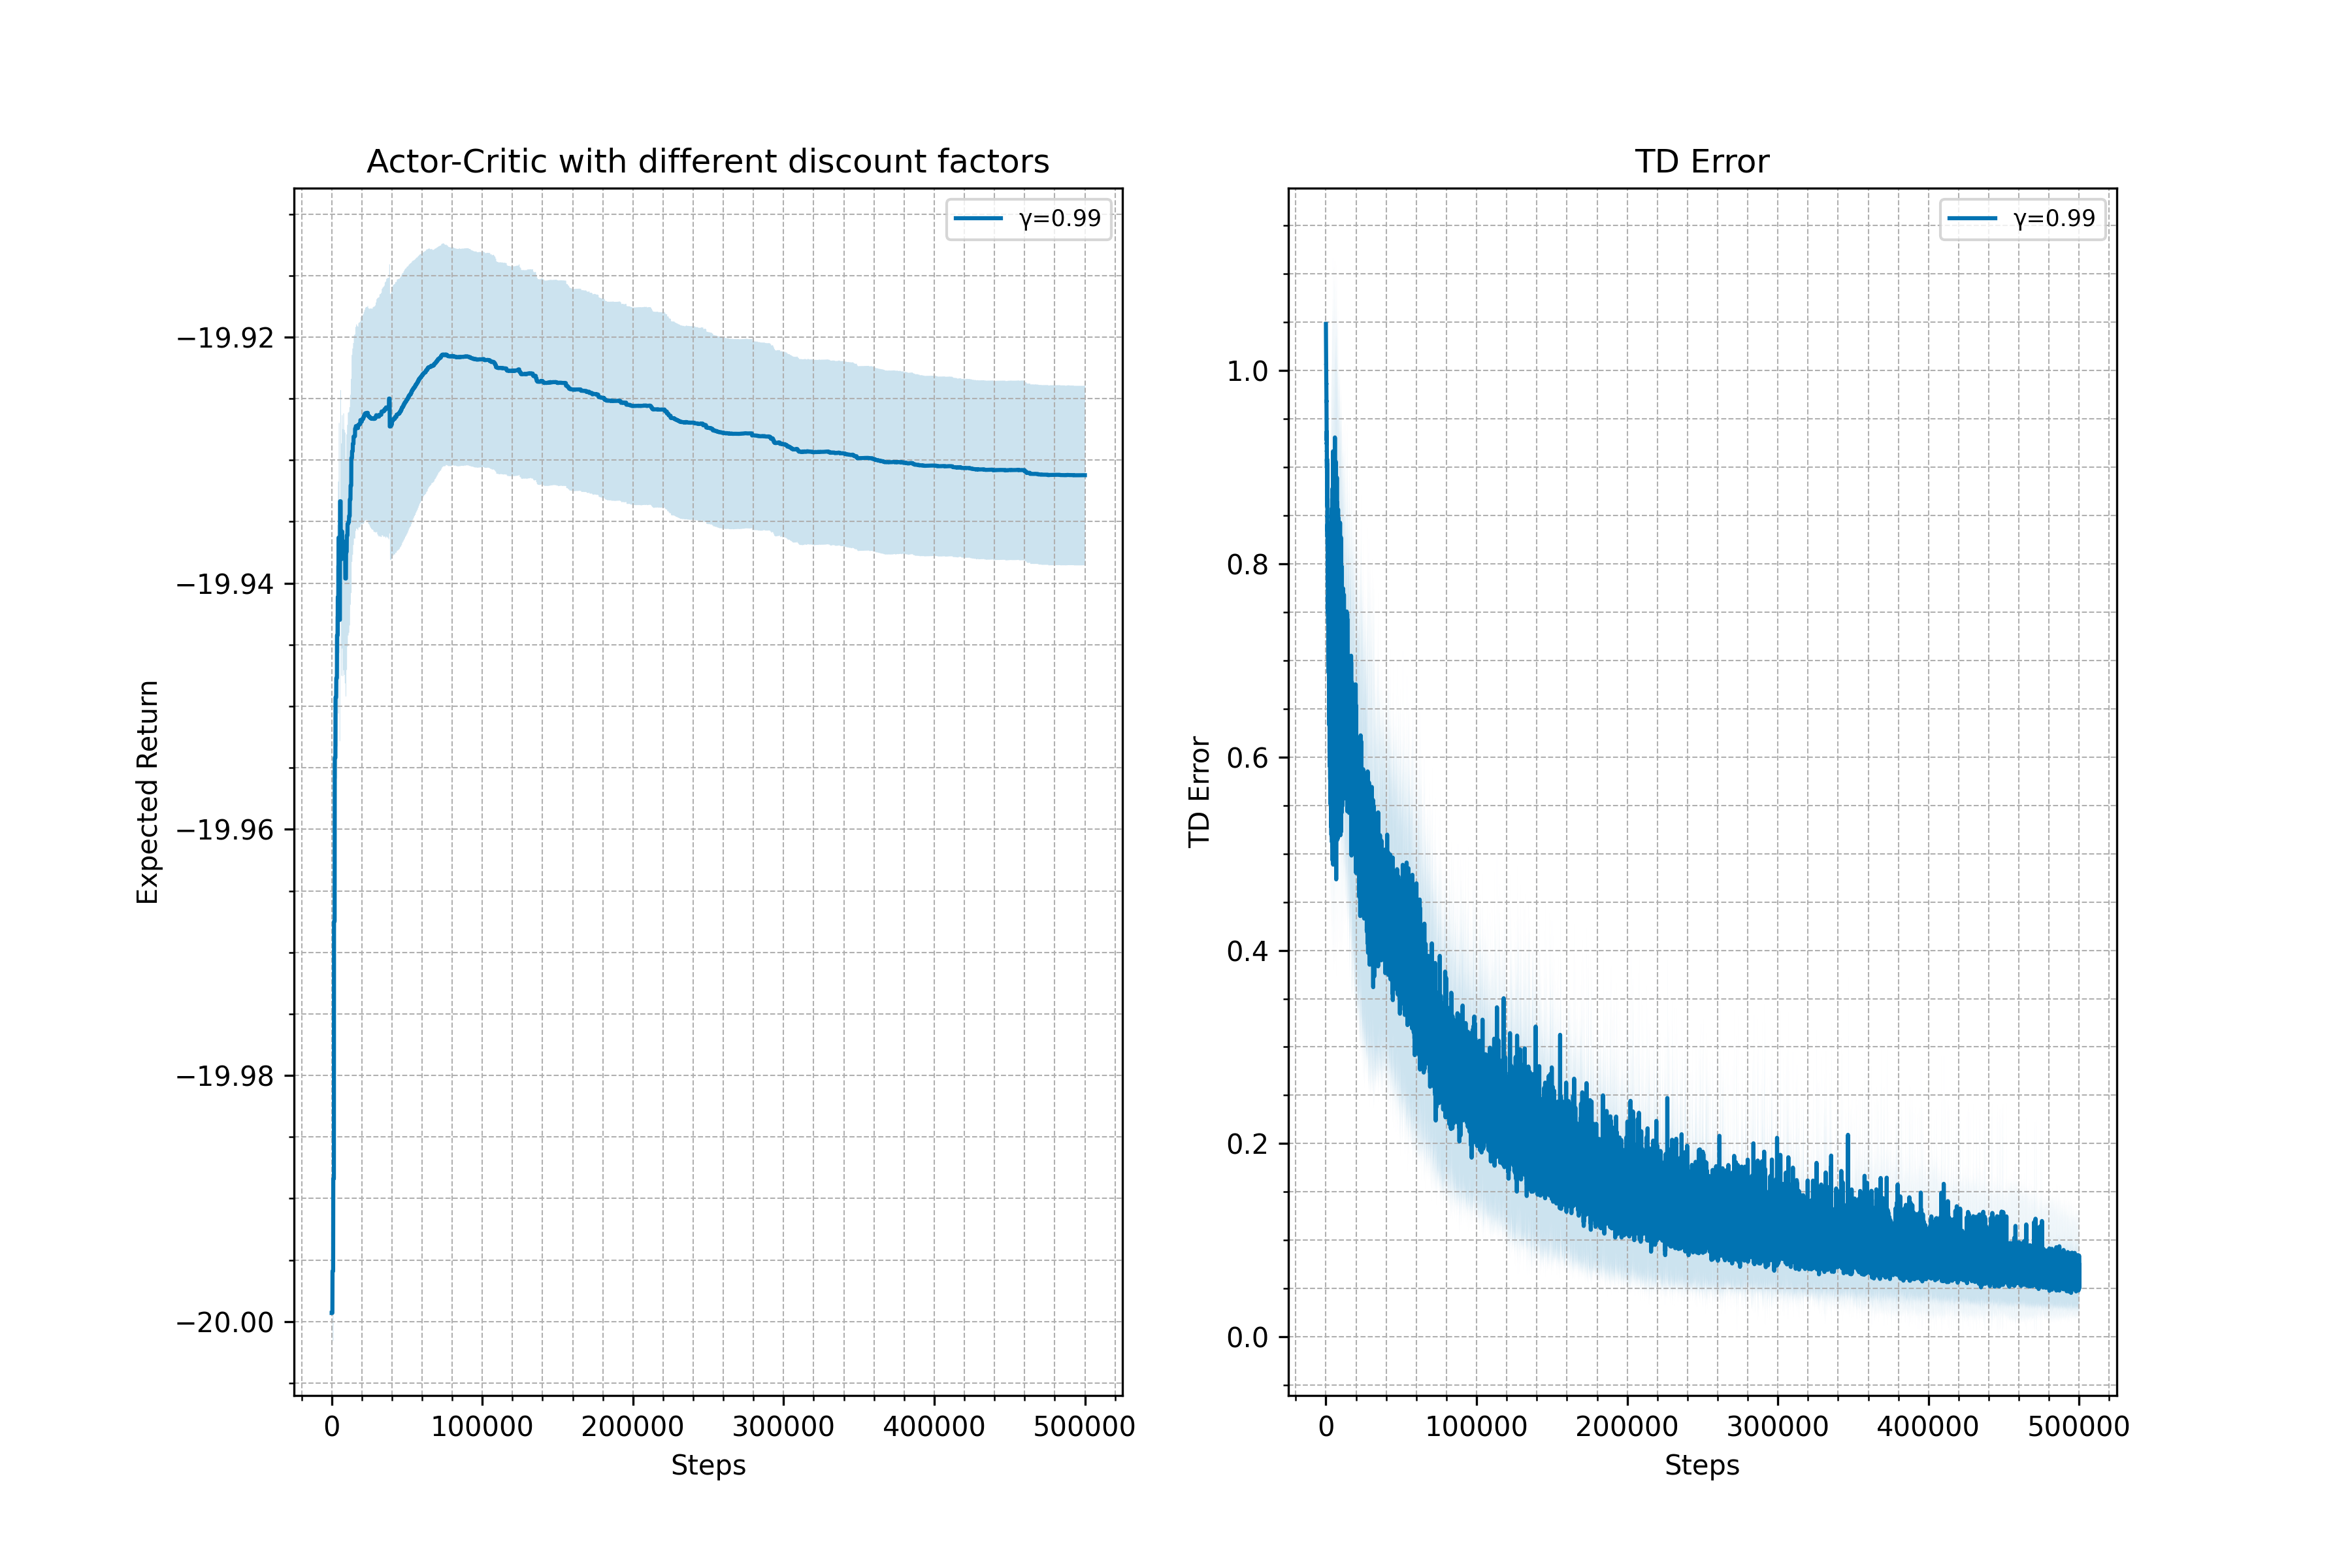 Actor-Critic with different discount factors
γ=0.99
Expected Return
−19.92
−19.94
−19.96
−19.98
−20.00
0 100000 200000 300000 400000 500000
Steps
TD Error
γ=0.99
TD Error
1.0
0.8
0.6
0.4
0.2
0.0
0 100000 200000 300000 400000 500000
Steps